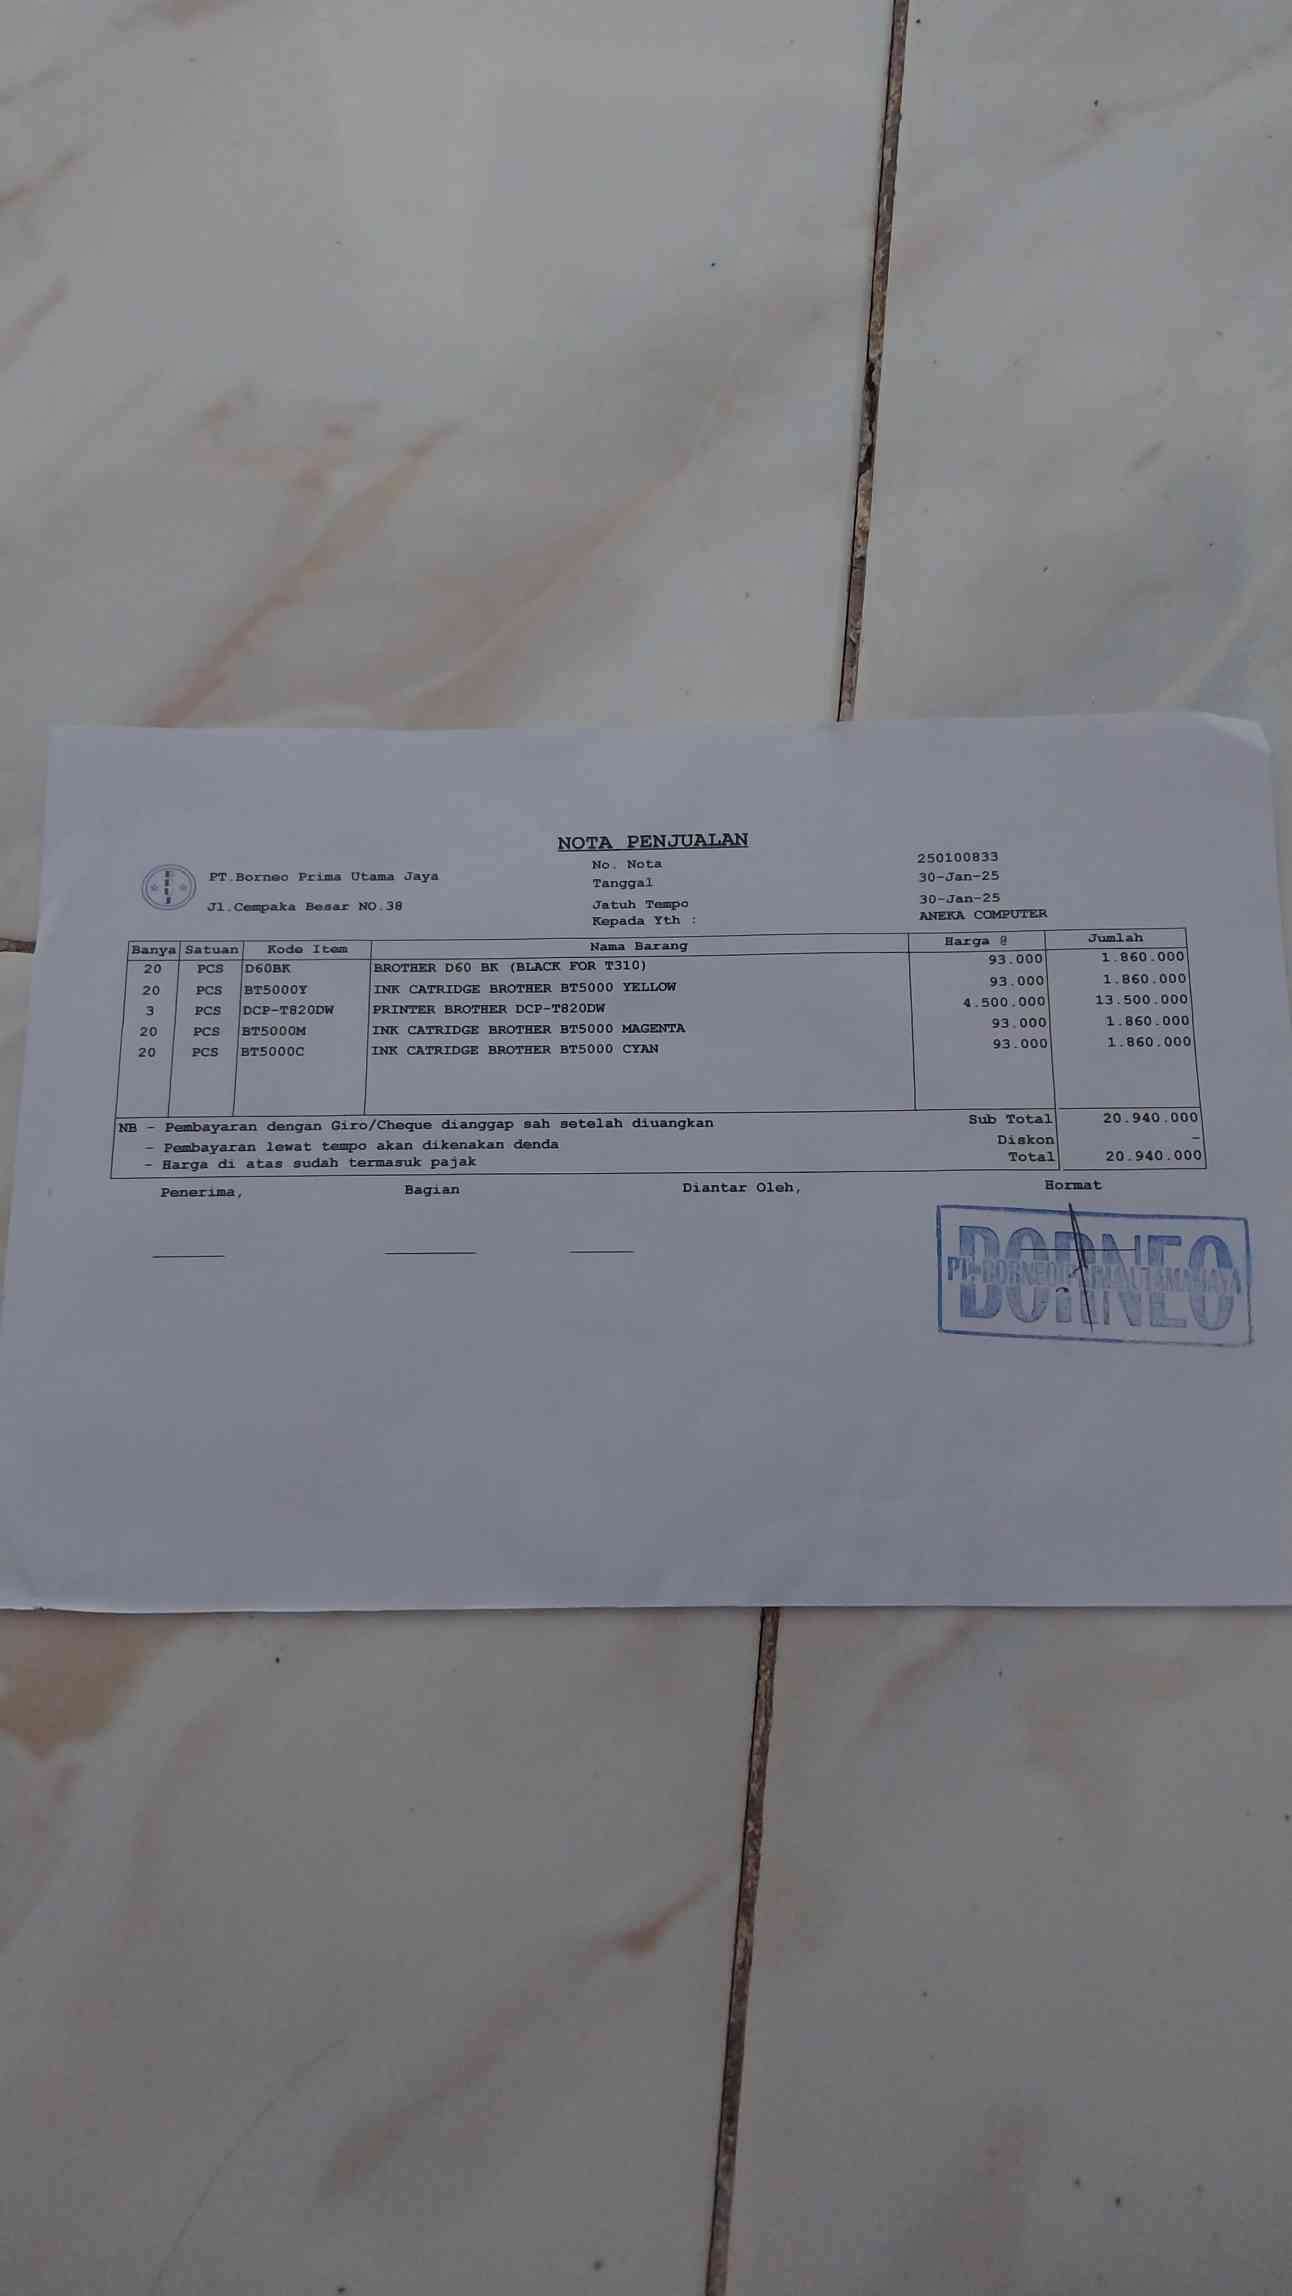 NOTA PENJUALAN
PT.Borneo Prima Utama Jaya
Jl.Cempaka Besar NO.38
No. Nota 250100833
Tanggal 30-Jan-25
Jatuh Tempo 30-Jan-25
Kepada Yth : ANEKA COMPUTER
Banya Satuan Kode Item Nama Barang Harga @ Jumlah
20 PCS D60BK BROTHER D60 BK (BLACK FOR T310) 93.000 1.860.000
20 PCS BT5000Y INK CATRIDGE BROTHER BT5000 YELLOW 93.000 1.860.000
3 PCS DCP-T820DW PRINTER BROTHER DCP-T820DW 4.500.000 13.500.000
20 PCS BT5000M INK CATRIDGE BROTHER BT5000 MAGENTA 93.000 1.860.000
20 PCS BT5000C INK CATRIDGE BROTHER BT5000 CYAN 93.000 1.860.000
NB - Pembayaran dengan Giro/Cheque dianggap sah setelah diuangkan Sub Total 20.940.000
- Pembayaran lewat tempo akan dikenakan denda Diskon -
- Harga di atas sudah termasuk pajak Total 20.940.000
Penerima, Bagian Diantar Oleh, Hormat
BORNEO
PT. BORNEO UTAMA JAYA